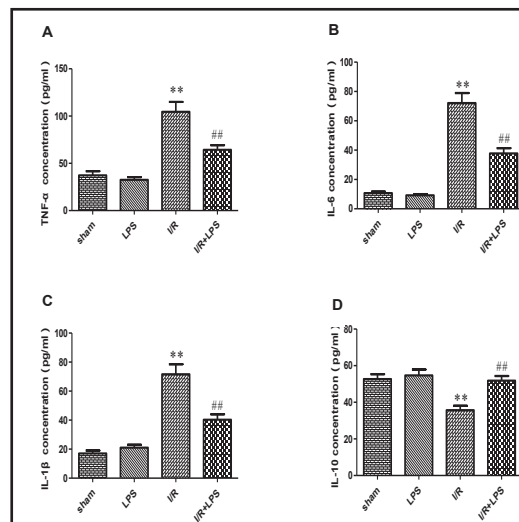 A
TNF-α concentration (pg/ml)
150
100
50
0
**
##
sham
LPS
I/R
I/R+LPS
B
IL-6 concentration (pg/ml)
100
80
60
40
20
0
**
##
sham
LPS
I/R
I/R+LPS
C
IL-1β concentration (pg/ml)
100
80
60
40
20
0
**
##
sham
LPS
I/R
I/R+LPS
D
IL-10 concentration (pg/ml)
80
60
40
20
0
**
##
sham
LPS
I/R
I/R+LPS